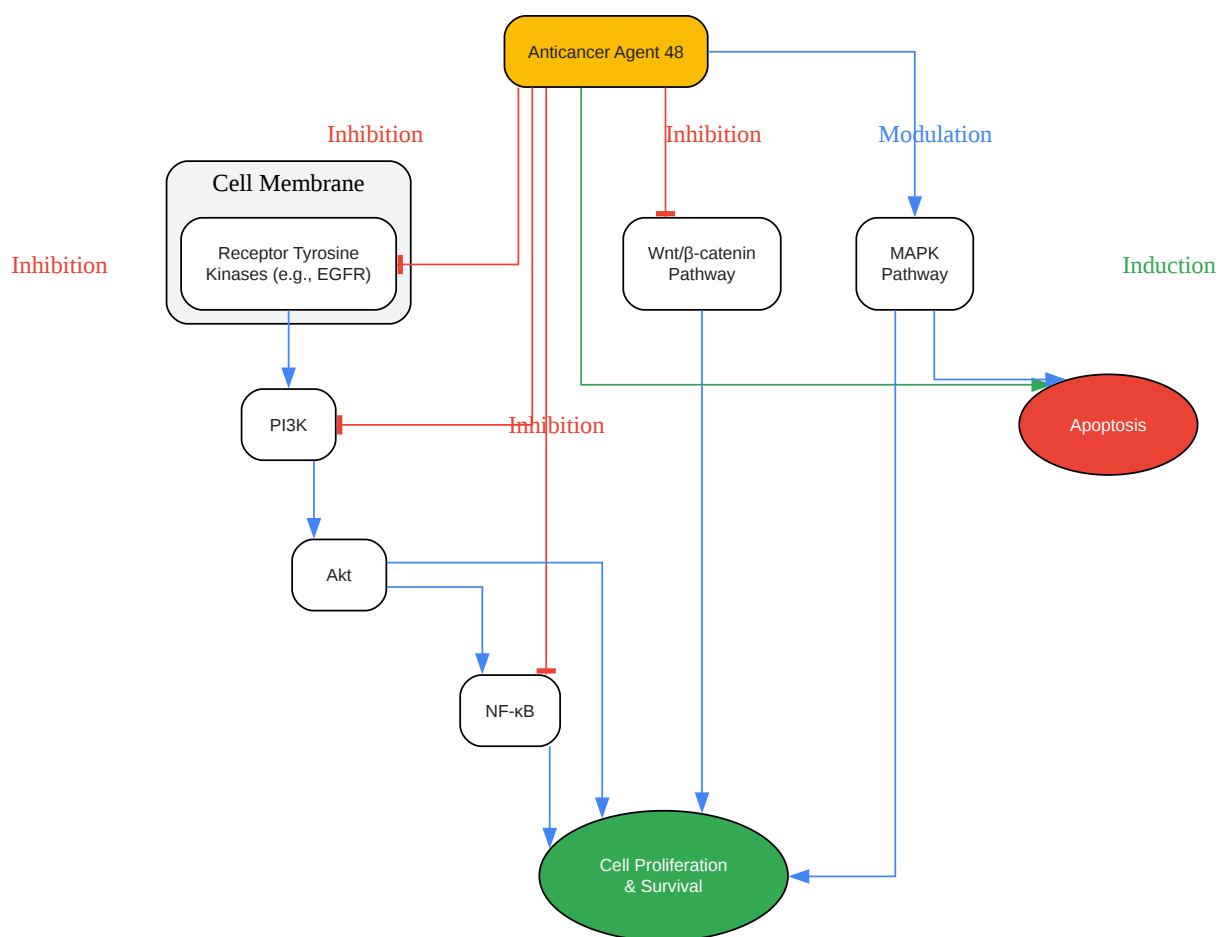 Anticancer Agent 48
Inhibition
Inhibition
Modulation
Cell Membrane
Receptor Tyrosine
Kinases (e.g., EGFR)
Wnt/β-catenin
Pathway
MAPK
Pathway
Inhibition
Induction
PI3K
Inhibition
Apoptosis
Akt
NF-κB
Cell Proliferation
& Survival